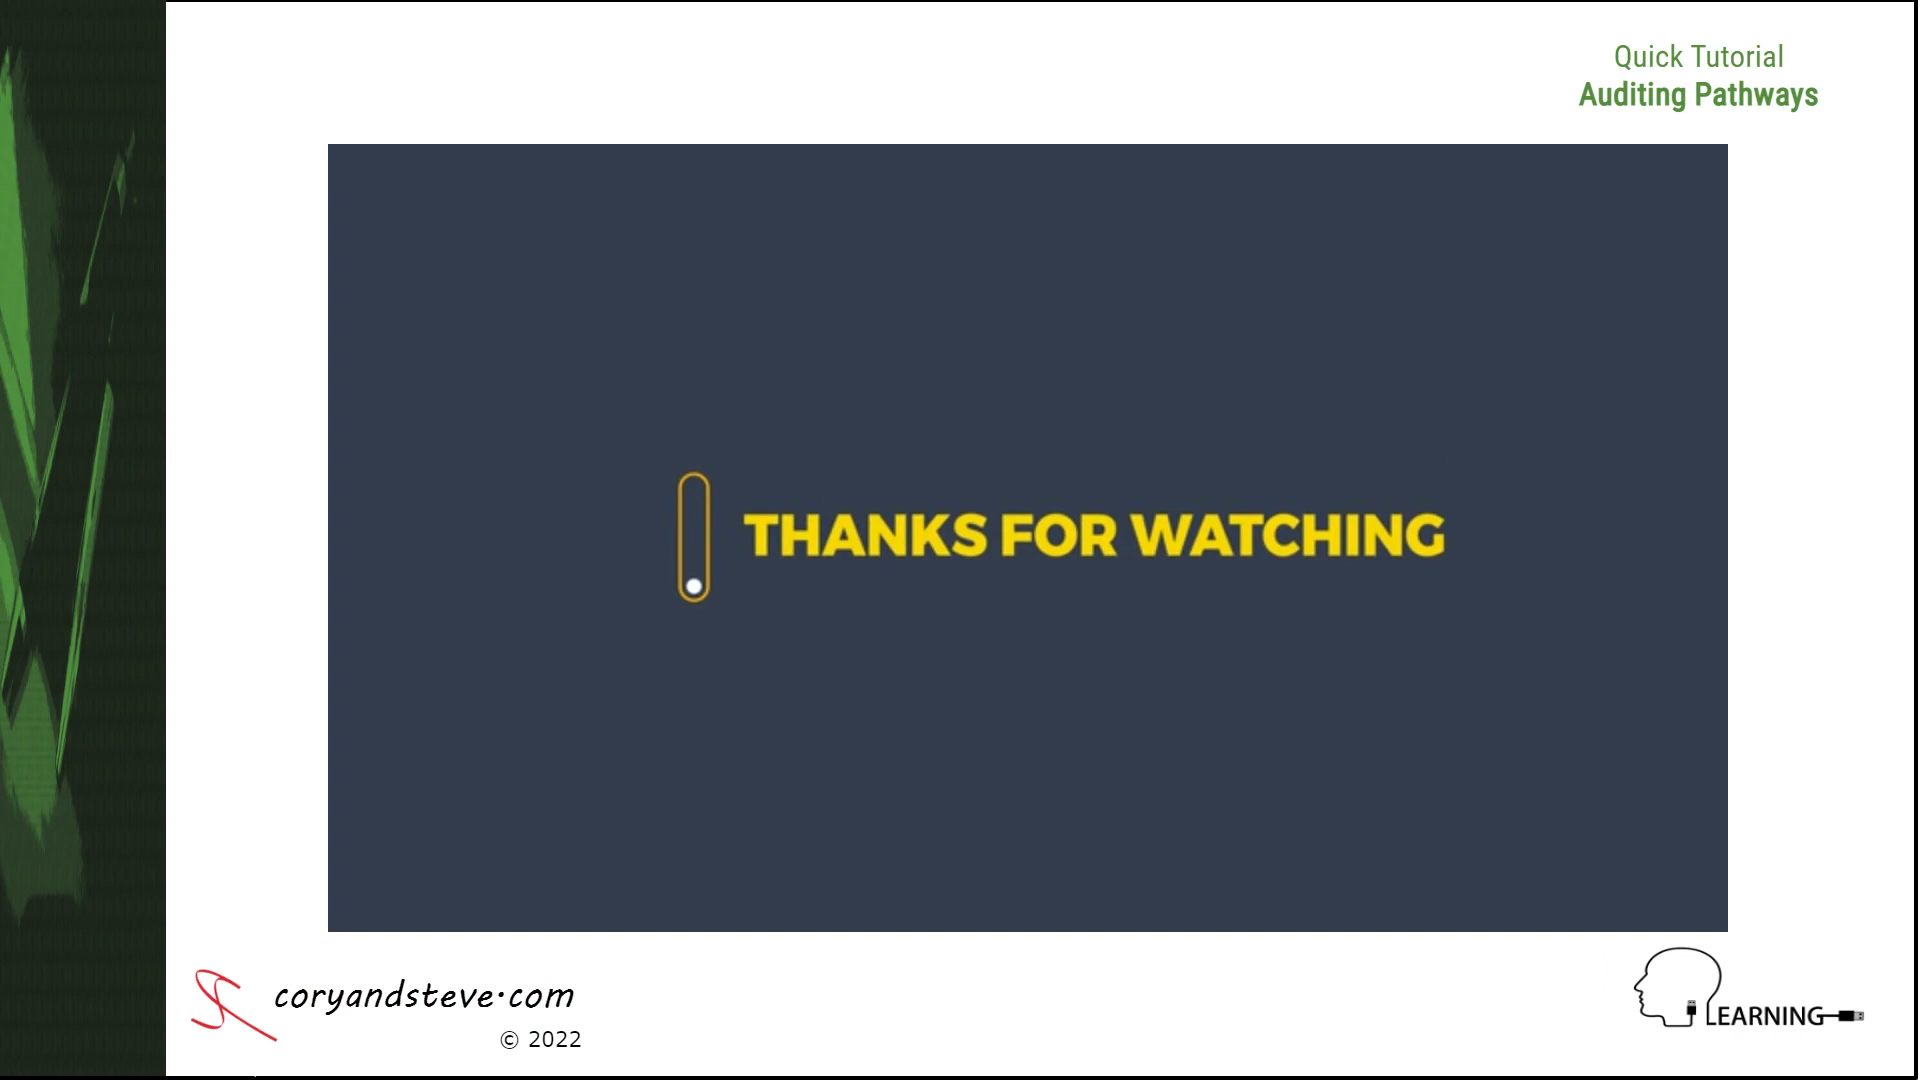 Quick Tutorial
Auditing Pathways
THANKS FOR WATCHING
coryandsteve.com
© 2022
LEARNING